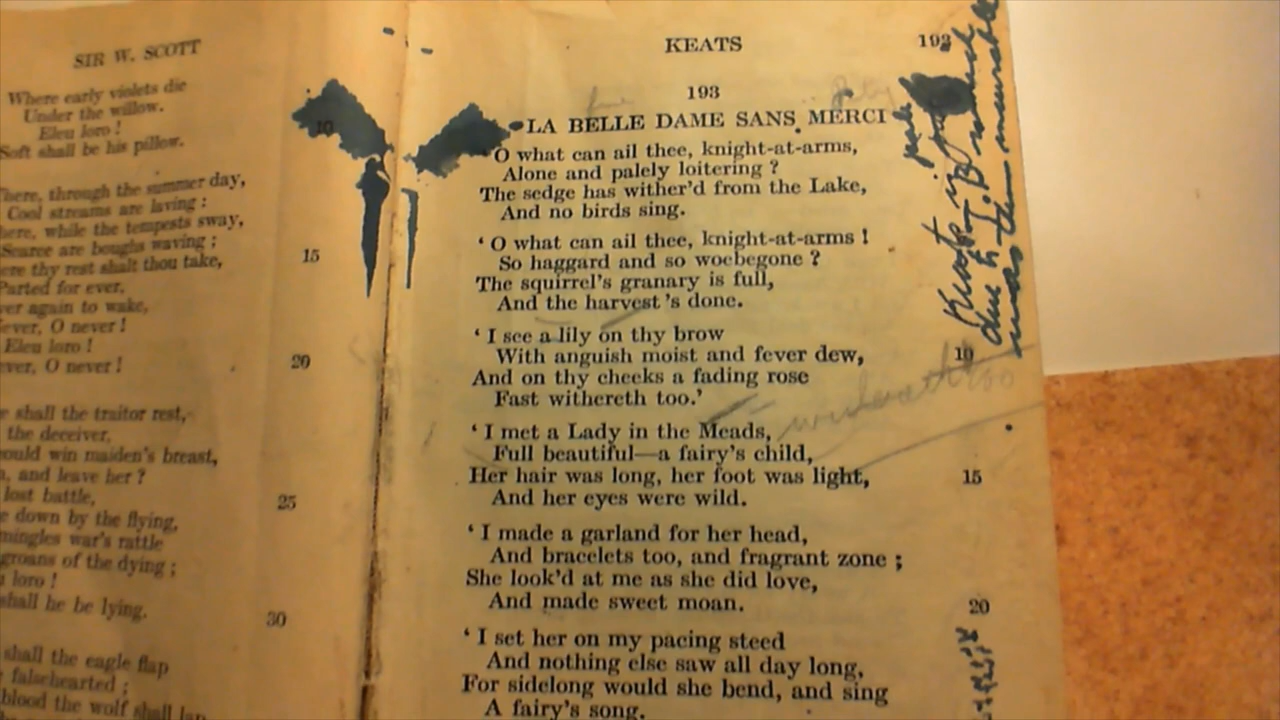 SIR W. SCOTT
Where early violets die
Under the willow.
Eleu loro !
10
Soft shall be his pillow.
There, through the summer day,
Cool streams are laving :
There, while the tempests sway,
Scarce are boughs waving ;
15
There thy rest shalt thou take,
Parted for ever,
ver again to wake,
ever, O never !
Eleu loro !
20
ever, O never !
shall the traitor rest,
the deceiver,
ould win maiden's breast,
, and leave her ?
lost battle,
25
down by the flying,
mingles war's rattle
groans of the dying ;
loro !
shall he be lying.
30
shall the eagle flap
falsehearted ;
blood the wolf shall lap
KEATS
193
193
LA BELLE DAME SANS MERCI
‘ O what can ail thee, knight-at-arms,
Alone and palely loitering ?
The sedge has wither'd from the Lake,
And no birds sing.
‘ O what can ail thee, knight-at-arms !
So haggard and so woebegone ?
The squirrel's granary is full,
And the harvest 's done.
‘ I see a lily on thy brow
With anguish moist and fever dew,
10
And on thy cheeks a fading rose
Fast withereth too.’
‘ I met a Lady in the Meads,
Full beautiful—a fairy's child,
Her hair was long, her foot was light,
15
And her eyes were wild.
‘ I made a garland for her head,
And bracelets too, and fragrant zone ;
She look'd at me as she did love,
And made sweet moan.
20
‘ I set her on my pacing steed
And nothing else saw all day long,
For sidelong would she bend, and sing
A fairy's song.
Keats is
due to T.B.
was then incurable